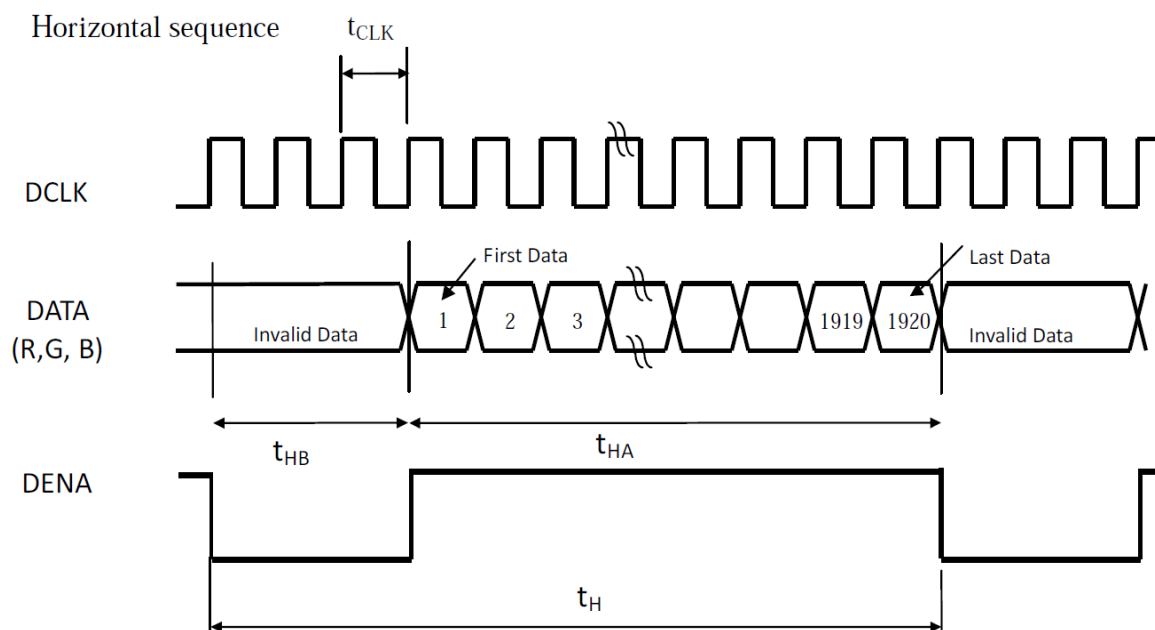 Horizontal sequence
tCLK
DCLK
First Data
Last Data
DATA
(R,G, B)
Invalid Data
1 2 3 1919 1920
Invalid Data
tHB
tHA
DENA
tH